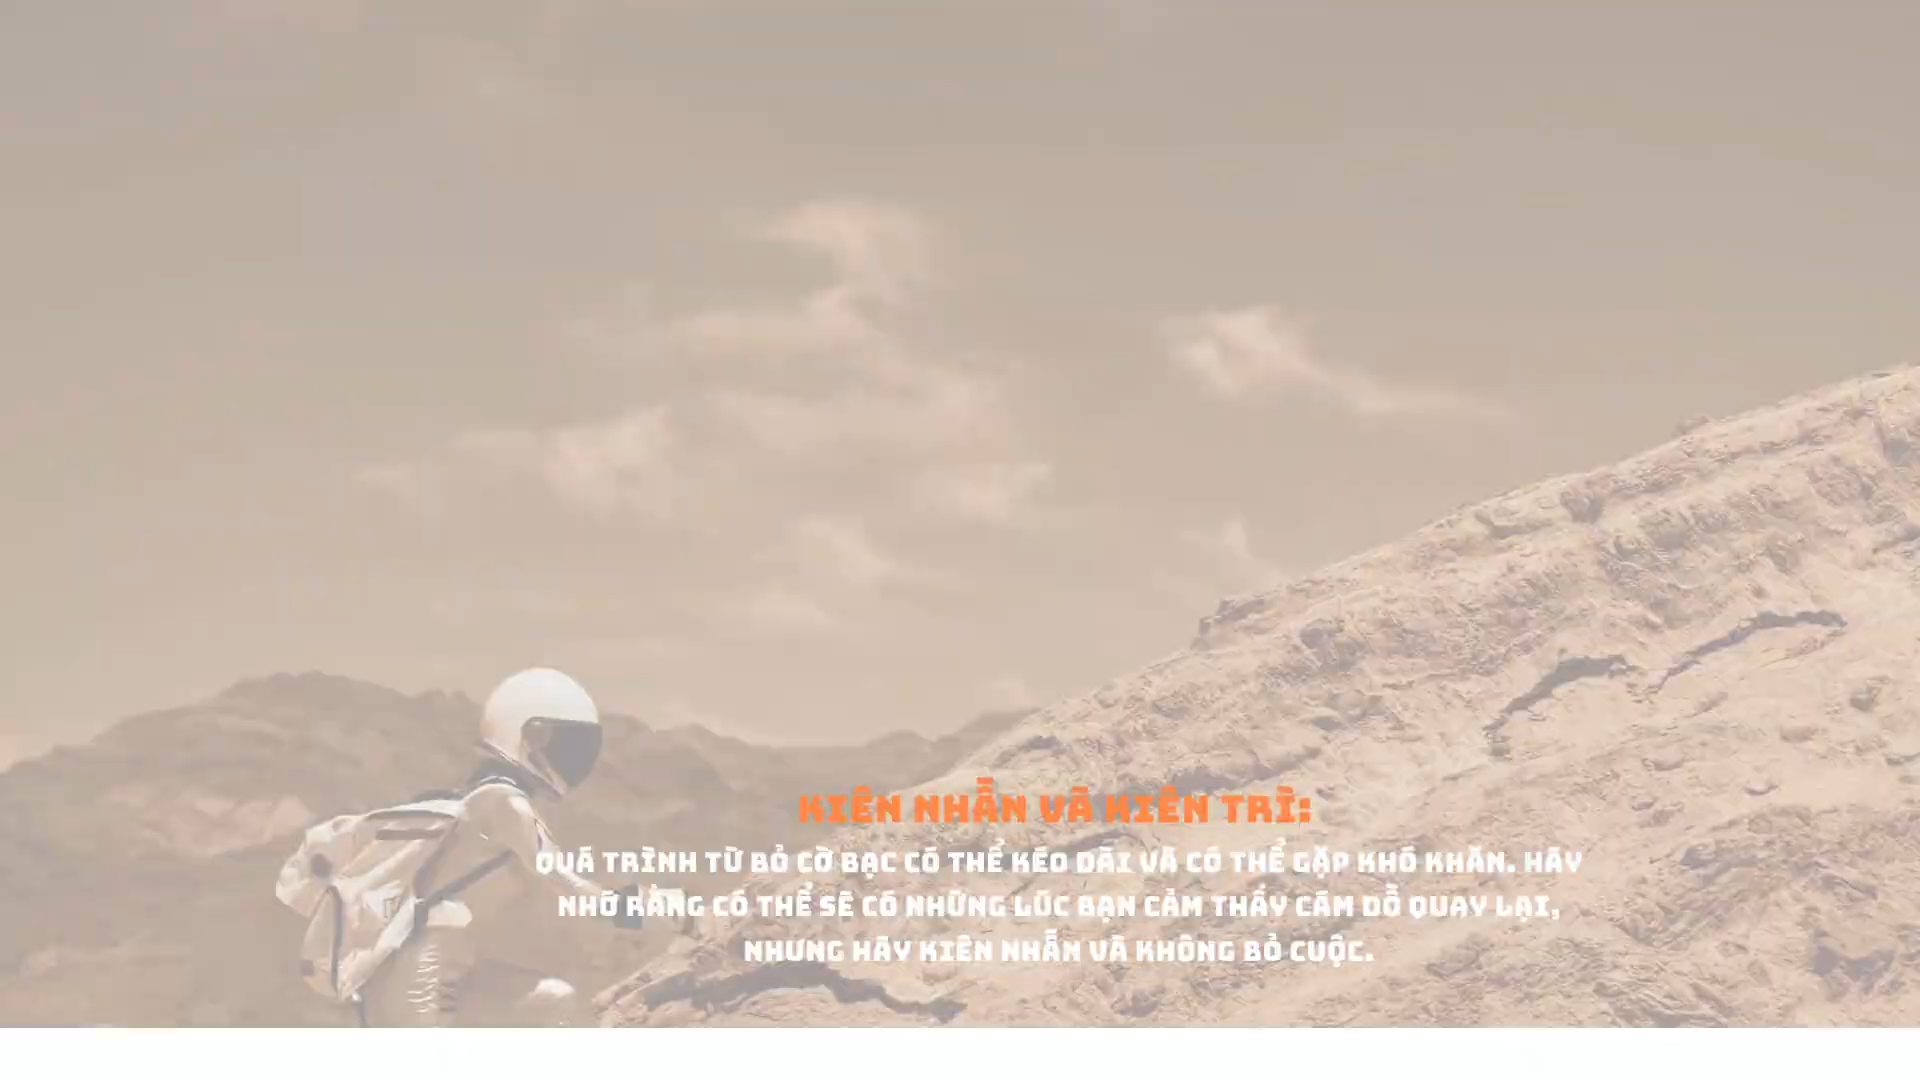 KIÊN NHẪN VÀ KIÊN TRÌ:
QUÁ TRÌNH TỪ BỎ CỜ BẠC CÓ THỂ KÉO DÀI VÀ CÓ THỂ GẶP KHÓ KHĂN. HÃY
NHỚ RẰNG CÓ THỂ SẼ CÓ NHỮNG LÚC BẠN CẢM THẤY CÁM DỖ QUAY LẠI,
NHƯNG HÃY KIÊN NHẪN VÀ KHÔNG BỎ CUỘC.